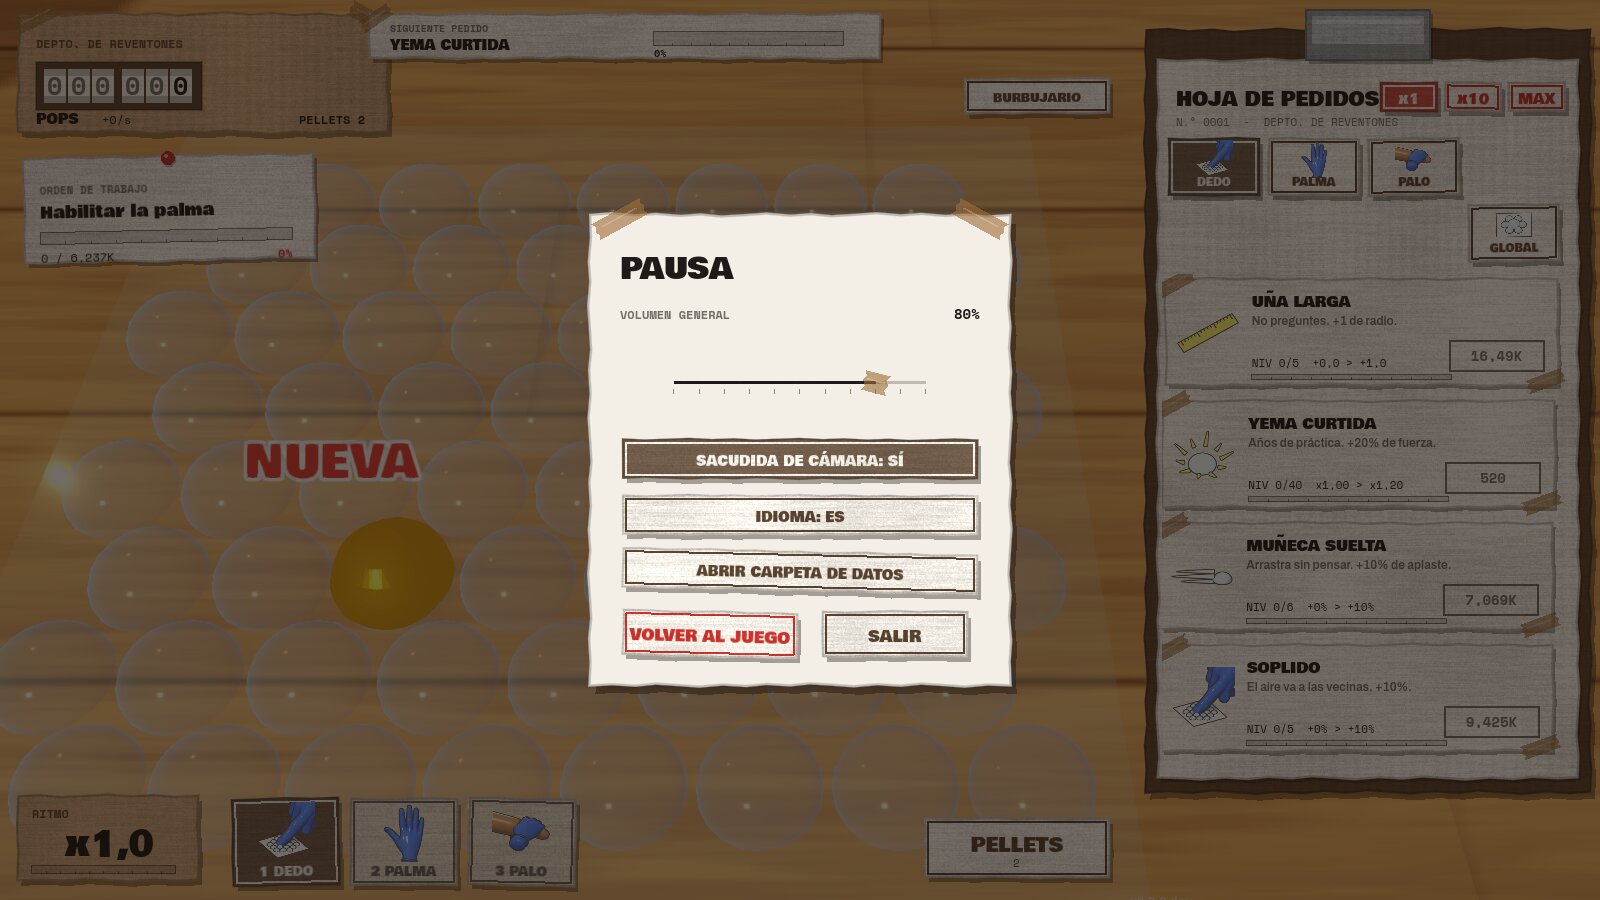 DEPTO. DE REVENTONES
000 000
POPS +0/s PELLETS 2
SIGUIENTE PEDIDO
YEMA CURTIDA
0%
BURBUJARIO
ORDEN DE TRABAJO
Habilitar la palma
0 / 6,237K 0%
NUEVA
PAUSA
VOLUMEN GENERAL 80%
SACUDIDA DE CÁMARA: SÍ
IDIOMA: ES
ABRIR CARPETA DE DATOS
VOLVER AL JUEGO SALIR
HOJA DE PEDIDOS x1 x10 MAX
N.° 0001 - DEPTO. DE REVENTONES
DEDO PALMA PALO
GLOBAL
UÑA LARGA
No preguntes. +1 de radio.
NIV 0/5 +0,0 > +1,0 16,49K
YEMA CURTIDA
Años de práctica. +20% de fuerza.
NIV 0/40 x1,00 > x1,20 520
MUÑECA SUELTA
Arrastra sin pensar. +10% de aplaste.
NIV 0/6 +0% > +10% 7,069K
SOPLIDO
El aire va a las vecinas. +10%.
NIV 0/5 +0% > +10% 9,425K
RITMO
x1,0
1 DEDO 2 PALMA 3 PALO
PELLETS
2